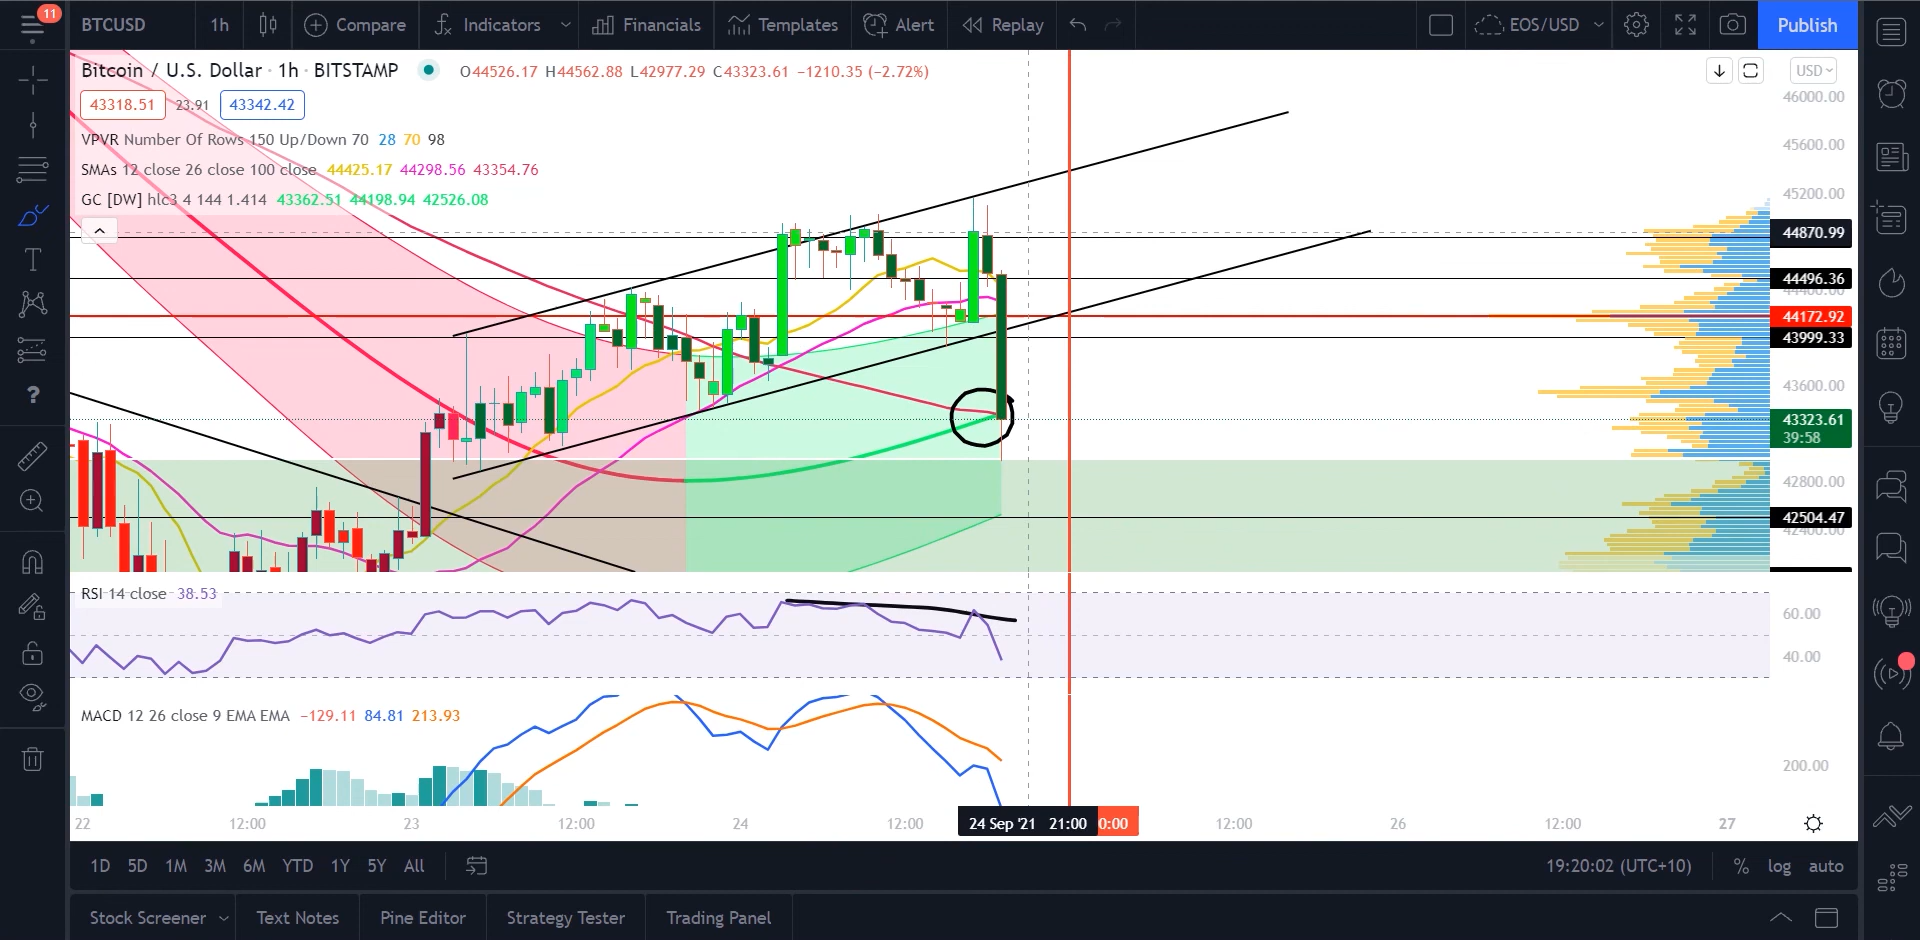 11
BTCUSD 1h Compare Indicators Financials Templates Alert Replay EOS/USD Publish
Bitcoin / U.S. Dollar · 1h · BITSTAMP O44526.17 H44562.88 L42977.29 C43323.61 −1210.35 (−2.72%) USD
43318.51 23.91 43342.42
VPVR Number Of Rows 150 Up/Down 70 28 70 98
SMAs 12 close 26 close 100 close 44425.17 44298.56 43354.76
GC [DW] hlc3 4 144 1.414 43362.51 44198.94 42526.08
46000.00
45600.00
45200.00
44870.99
44496.36
44400.00
44172.92
43999.33
43600.00
43323.61
39:58
42800.00
42504.47
42400.00
RSI 14 close 38.53
60.00
40.00
MACD 12 26 close 9 EMA EMA −129.11 84.81 213.93
200.00
22 12:00 23 12:00 24 12:00 24 Sep '21 21:00 0:00 12:00 26 12:00 27
1D 5D 1M 3M 6M YTD 1Y 5Y All 19:20:02 (UTC+10) % log auto
Stock Screener Text Notes Pine Editor Strategy Tester Trading Panel